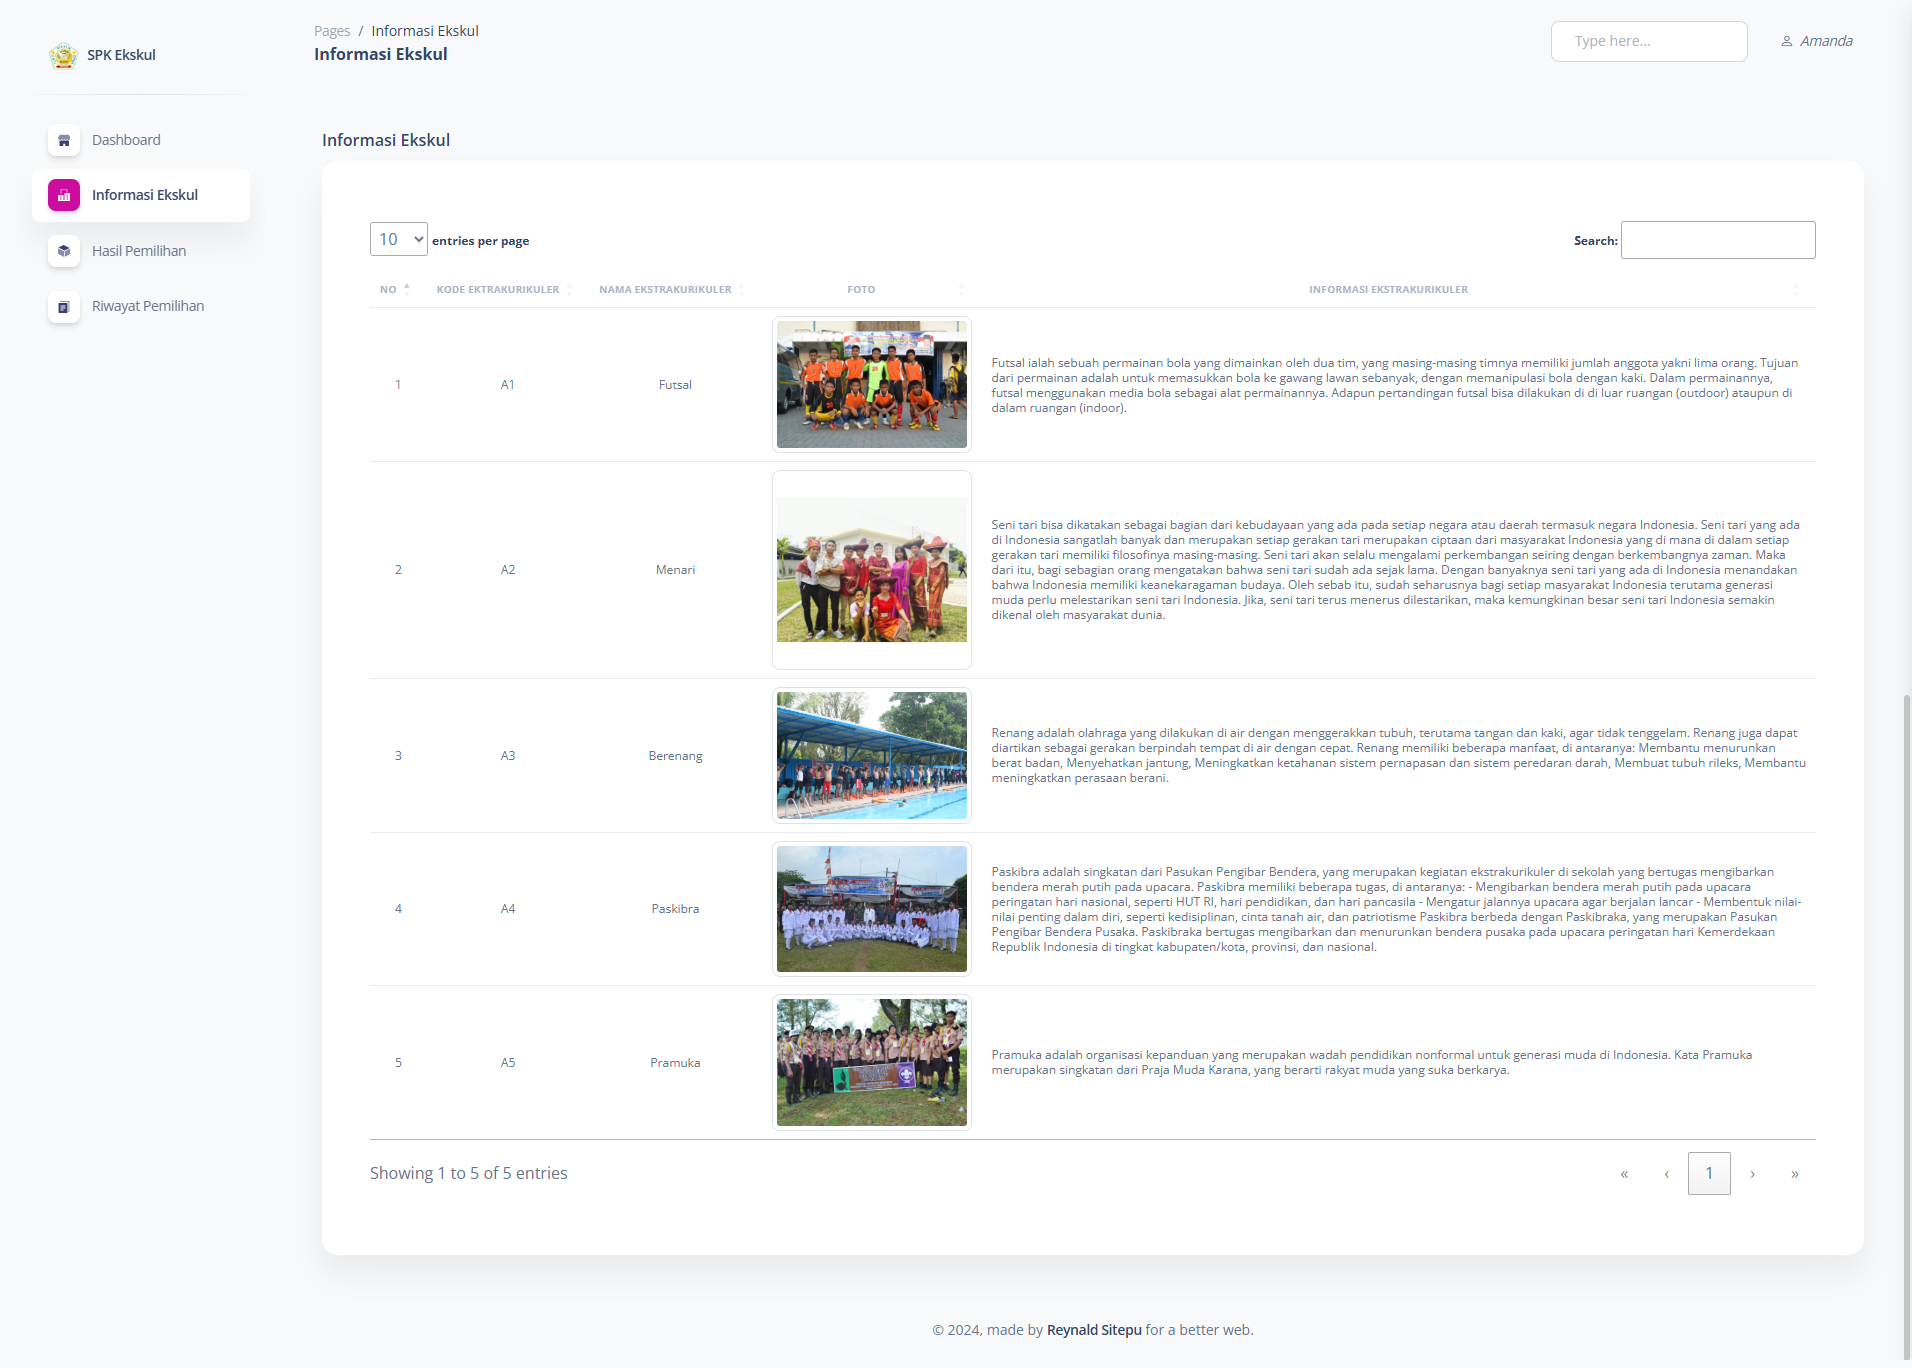 SPK Ekskul
Dashboard
Informasi Ekskul
Hasil Pemilihan
Riwayat Pemilihan
Pages / Informasi Ekskul
Informasi Ekskul
Type here...
Amanda
Informasi Ekskul
10 entries per page
Search:
NO KODE EKTRAKURIKULER NAMA EKSTRAKURIKULER FOTO INFORMASI EKSTRAKURIKULER
1 A1 Futsal
Futsal ialah sebuah permainan bola yang dimainkan oleh dua tim, yang masing-masing timnya memiliki jumlah anggota yakni lima orang. Tujuan
dari permainan adalah untuk memasukkan bola ke gawang lawan sebanyak, dengan memanipulasi bola dengan kaki. Dalam permainannya,
futsal menggunakan media bola sebagai alat permainannya. Adapun pertandingan futsal bisa dilakukan di di luar ruangan (outdoor) ataupun di
dalam ruangan (indoor).
2 A2 Menari
Seni tari bisa dikatakan sebagai bagian dari kebudayaan yang ada pada setiap negara atau daerah termasuk negara Indonesia. Seni tari yang ada
di Indonesia sangatlah banyak dan merupakan setiap gerakan tari merupakan ciptaan dari masyarakat Indonesia yang di mana di dalam setiap
gerakan tari memiliki filosofinya masing-masing. Seni tari akan selalu mengalami perkembangan seiring dengan berkembangnya zaman. Maka
dari itu, bagi sebagian orang mengatakan bahwa seni tari sudah ada sejak lama. Dengan banyaknya seni tari yang ada di Indonesia menandakan
bahwa Indonesia memiliki keanekaragaman budaya. Oleh sebab itu, sudah seharusnya bagi setiap masyarakat Indonesia terutama generasi
muda perlu melestarikan seni tari Indonesia. Jika, seni tari terus menerus dilestarikan, maka kemungkinan besar seni tari Indonesia semakin
dikenal oleh masyarakat dunia.
3 A3 Berenang
Renang adalah olahraga yang dilakukan di air dengan menggerakkan tubuh, terutama tangan dan kaki, agar tidak tenggelam. Renang juga dapat
diartikan sebagai gerakan berpindah tempat di air dengan cepat. Renang memiliki beberapa manfaat, di antaranya: Membantu menurunkan
berat badan, Menyehatkan jantung, Meningkatkan ketahanan sistem pernapasan dan sistem peredaran darah, Membuat tubuh rileks, Membantu
meningkatkan perasaan berani.
4 A4 Paskibra
Paskibra adalah singkatan dari Pasukan Pengibar Bendera, yang merupakan kegiatan ekstrakurikuler di sekolah yang bertugas mengibarkan
bendera merah putih pada upacara. Paskibra memiliki beberapa tugas, di antaranya: - Mengibarkan bendera merah putih pada upacara
peringatan hari nasional, seperti HUT RI, hari pendidikan, dan hari pancasila - Mengatur jalannya upacara agar berjalan lancar - Membentuk nilai-
nilai penting dalam diri, seperti kedisiplinan, cinta tanah air, dan patriotisme Paskibra berbeda dengan Paskibraka, yang merupakan Pasukan
Pengibar Bendera Pusaka. Paskibraka bertugas mengibarkan dan menurunkan bendera pusaka pada upacara peringatan hari Kemerdekaan
Republik Indonesia di tingkat kabupaten/kota, provinsi, dan nasional.
5 A5 Pramuka
Pramuka adalah organisasi kepanduan yang merupakan wadah pendidikan nonformal untuk generasi muda di Indonesia. Kata Pramuka
merupakan singkatan dari Praja Muda Karana, yang berarti rakyat muda yang suka berkarya.
Showing 1 to 5 of 5 entries
« ‹ 1 › »
© 2024, made by Reynald Sitepu for a better web.